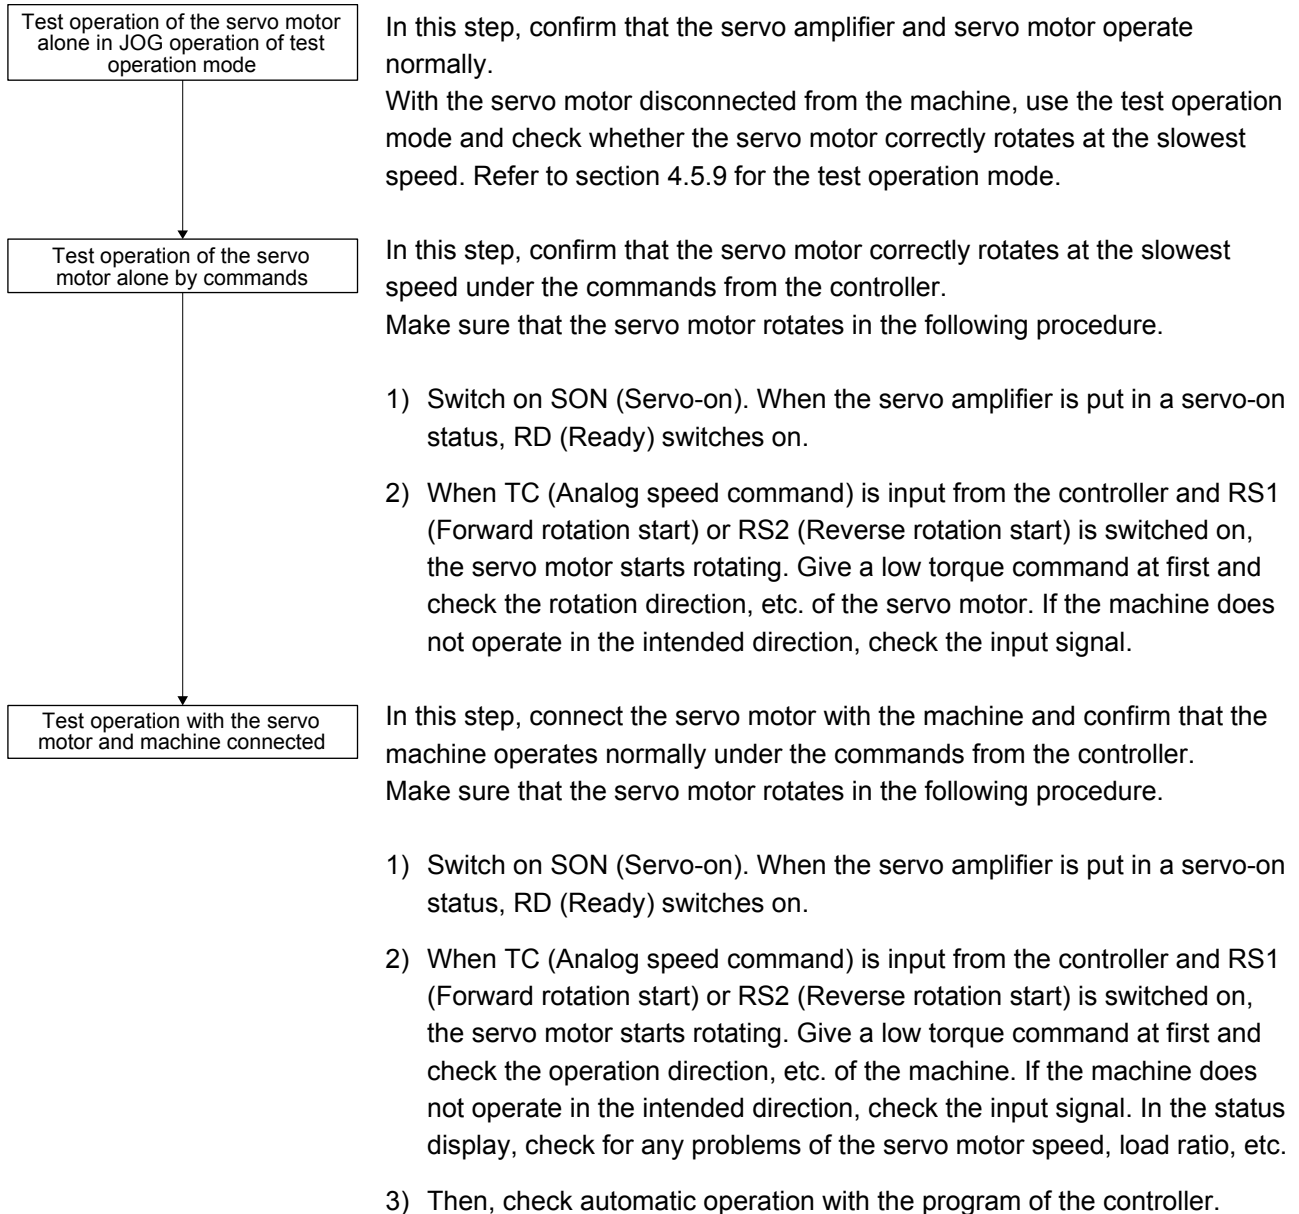 Test operation of the servo motor
alone in JOG operation of test
operation mode
In this step, confirm that the servo amplifier and servo motor operate
normally.
With the servo motor disconnected from the machine, use the test operation
mode and check whether the servo motor correctly rotates at the slowest
speed. Refer to section 4.5.9 for the test operation mode.
Test operation of the servo
motor alone by commands
In this step, confirm that the servo motor correctly rotates at the slowest
speed under the commands from the controller.
Make sure that the servo motor rotates in the following procedure.
1) Switch on SON (Servo-on). When the servo amplifier is put in a servo-on
status, RD (Ready) switches on.
2) When TC (Analog speed command) is input from the controller and RS1
(Forward rotation start) or RS2 (Reverse rotation start) is switched on,
the servo motor starts rotating. Give a low torque command at first and
check the rotation direction, etc. of the servo motor. If the machine does
not operate in the intended direction, check the input signal.
Test operation with the servo
motor and machine connected
In this step, connect the servo motor with the machine and confirm that the
machine operates normally under the commands from the controller.
Make sure that the servo motor rotates in the following procedure.
1) Switch on SON (Servo-on). When the servo amplifier is put in a servo-on
status, RD (Ready) switches on.
2) When TC (Analog speed command) is input from the controller and RS1
(Forward rotation start) or RS2 (Reverse rotation start) is switched on,
the servo motor starts rotating. Give a low torque command at first and
check the operation direction, etc. of the machine. If the machine does
not operate in the intended direction, check the input signal. In the status
display, check for any problems of the servo motor speed, load ratio, etc.
3) Then, check automatic operation with the program of the controller.